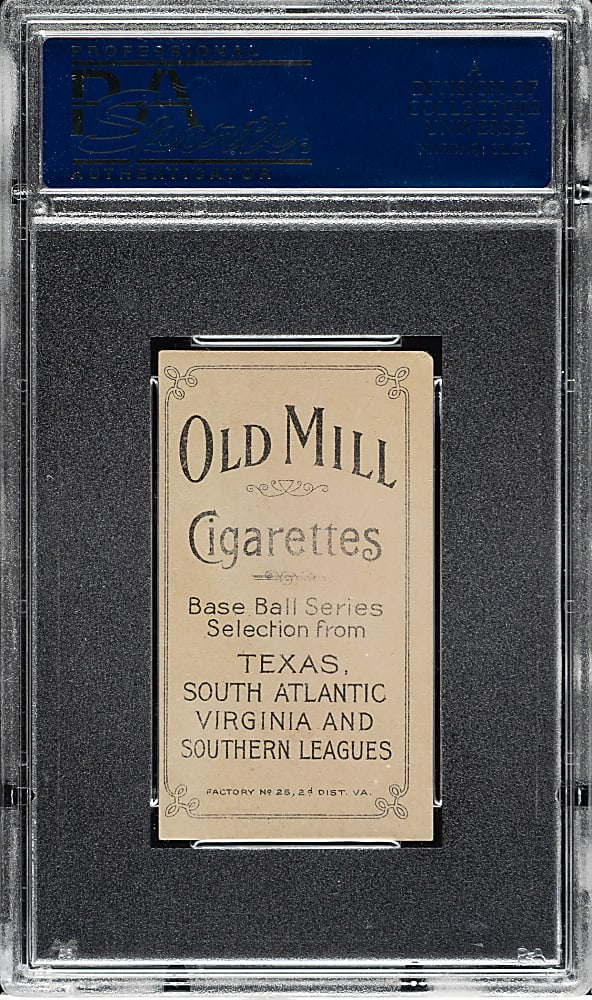 PROFESSIONAL
PSA
Sports
AUTHENTICATOR
A
DIVISION OF
COLLECTORS
UNIVERSE
OLD MILL
Cigarettes
Base Ball Series
Selection from
TEXAS,
SOUTH ATLANTIC
VIRGINIA AND
SOUTHERN LEAGUES
FACTORY Nº 25, 2d DIST. VA.